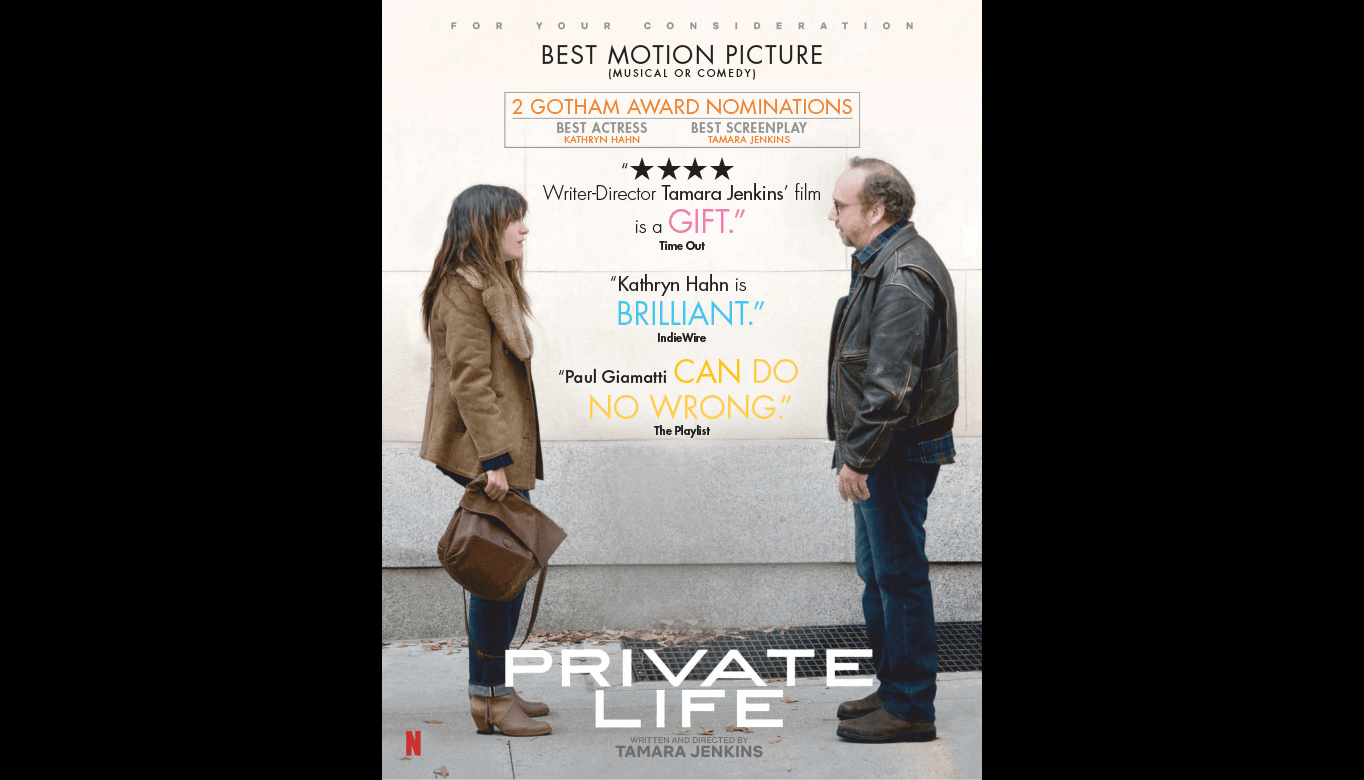 FOR YOUR CONSIDERATION
BEST MOTION PICTURE
(MUSICAL OR COMEDY)
2 GOTHAM AWARD NOMINATIONS
BEST ACTRESS BEST SCREENPLAY
KATHRYN HAHN TAMARA JENKINS
“★★★★
Writer-Director Tamara Jenkins’ film
is a GIFT.”
Time Out
“Kathryn Hahn is
BRILLIANT.”
IndieWire
“Paul Giamatti CAN DO
NO WRONG.”
The Playlist
PRIVATE
LIFE
WRITTEN AND DIRECTED BY
N TAMARA JENKINS